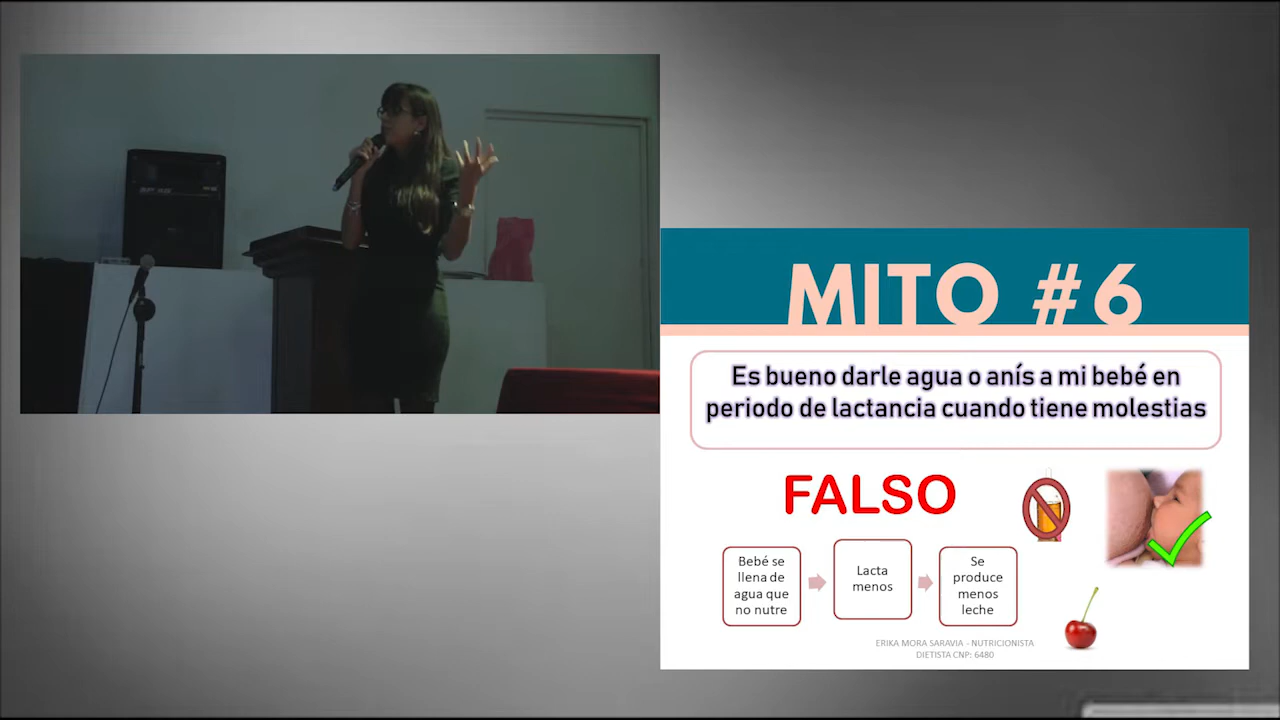 MITO #6
Es bueno darle agua o anís a mi bebé en
periodo de lactancia cuando tiene molestias
FALSO
Bebé se
llena de
agua que
no nutre
Lacta
menos
Se
produce
menos
leche
ERIKA MORA SARAVIA - NUTRICIONISTA
DIETISTA CNP: 6480